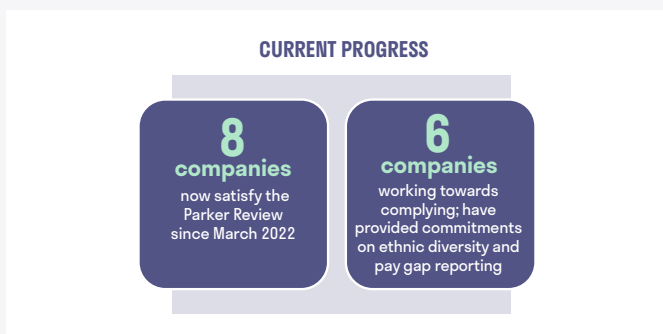 CURRENT PROGRESS
8
companies
now satisfy the
Parker Review
since March 2022
6
companies
working towards
complying; have
provided commitments
on ethnic diversity and
pay gap reporting